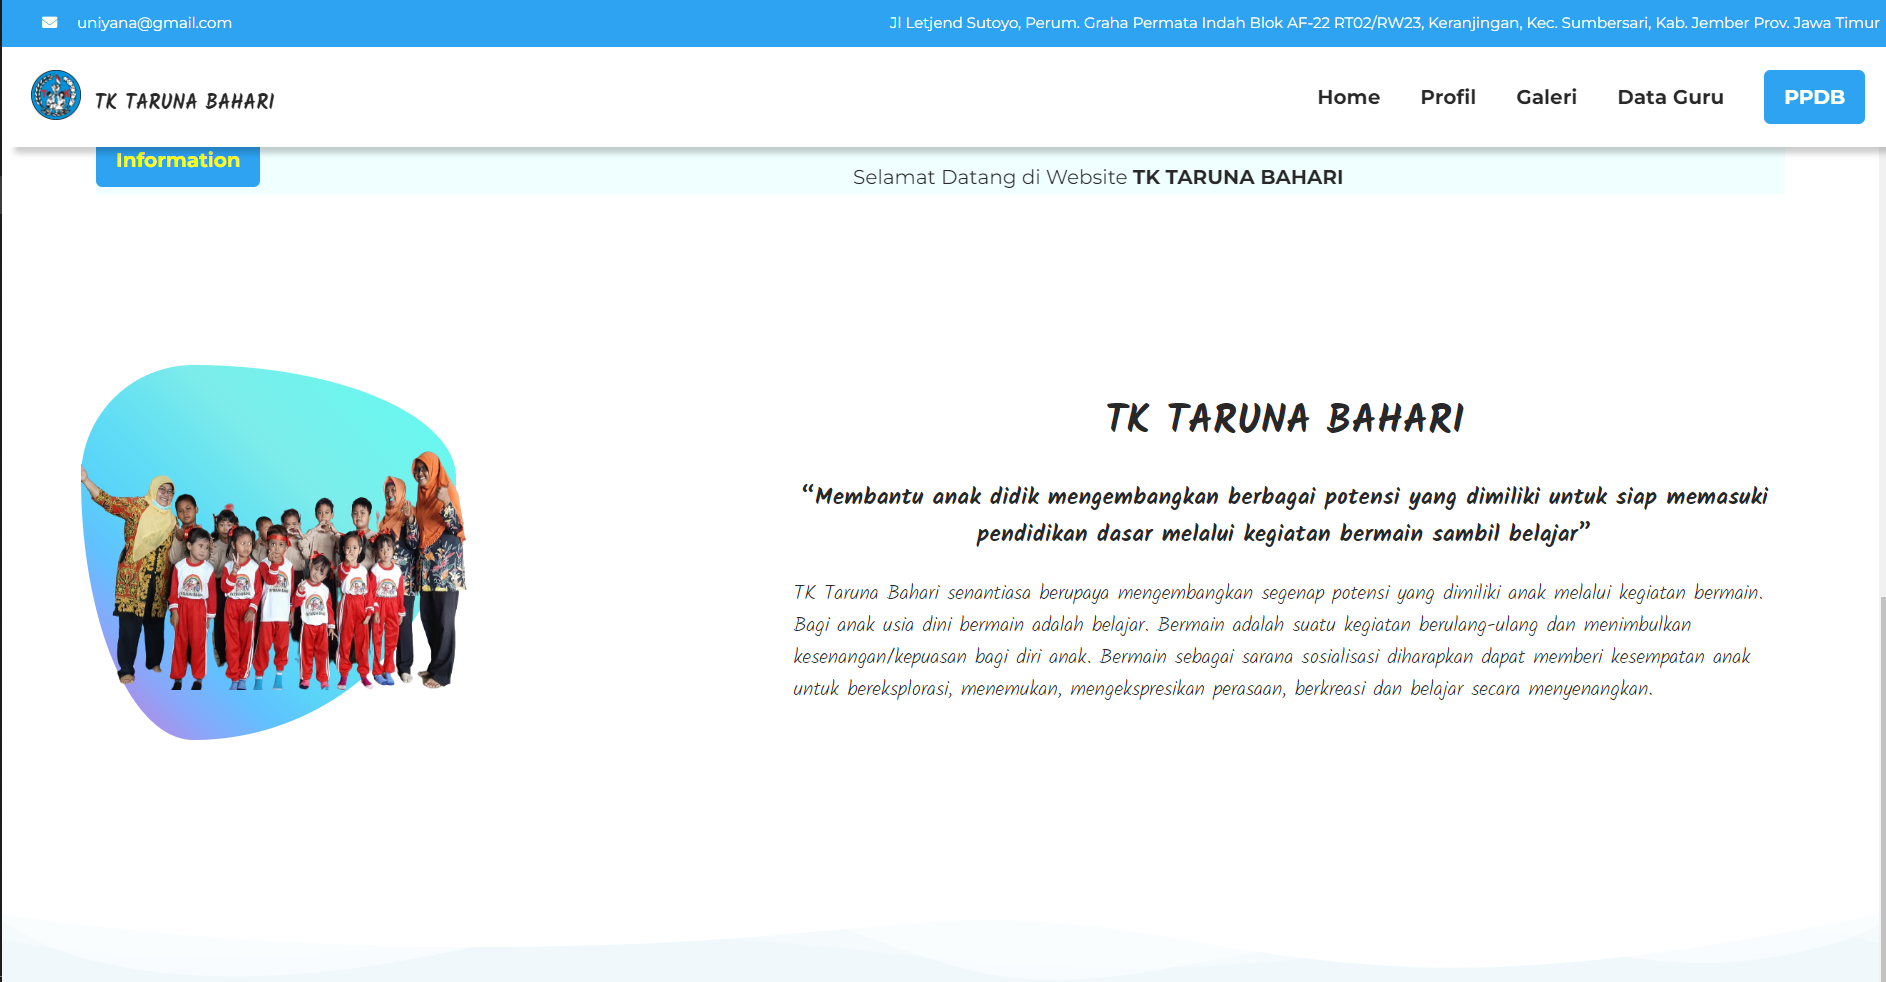 uniyana@gmail.com
Jl Letjend Sutoyo, Perum. Graha Permata Indah Blok AF-22 RT02/RW23, Keranjingan, Kec. Sumbersari, Kab. Jember Prov. Jawa Timur
TK TARUNA BAHARI
Home Profil Galeri Data Guru PPDB
Information
Selamat Datang di Website TK TARUNA BAHARI
TK TARUNA BAHARI
“Membantu anak didik mengembangkan berbagai potensi yang dimiliki untuk siap memasuki
pendidikan dasar melalui kegiatan bermain sambil belajar”
TK Taruna Bahari senantiasa berupaya mengembangkan segenap potensi yang dimiliki anak melalui kegiatan bermain.
Bagi anak usia dini bermain adalah belajar. Bermain adalah suatu kegiatan berulang-ulang dan menimbulkan
kesenangan/kepuasan bagi diri anak. Bermain sebagai sarana sosialisasi diharapkan dapat memberi kesempatan anak
untuk bereksplorasi, menemukan, mengekspresikan perasaan, berkreasi dan belajar secara menyenangkan.